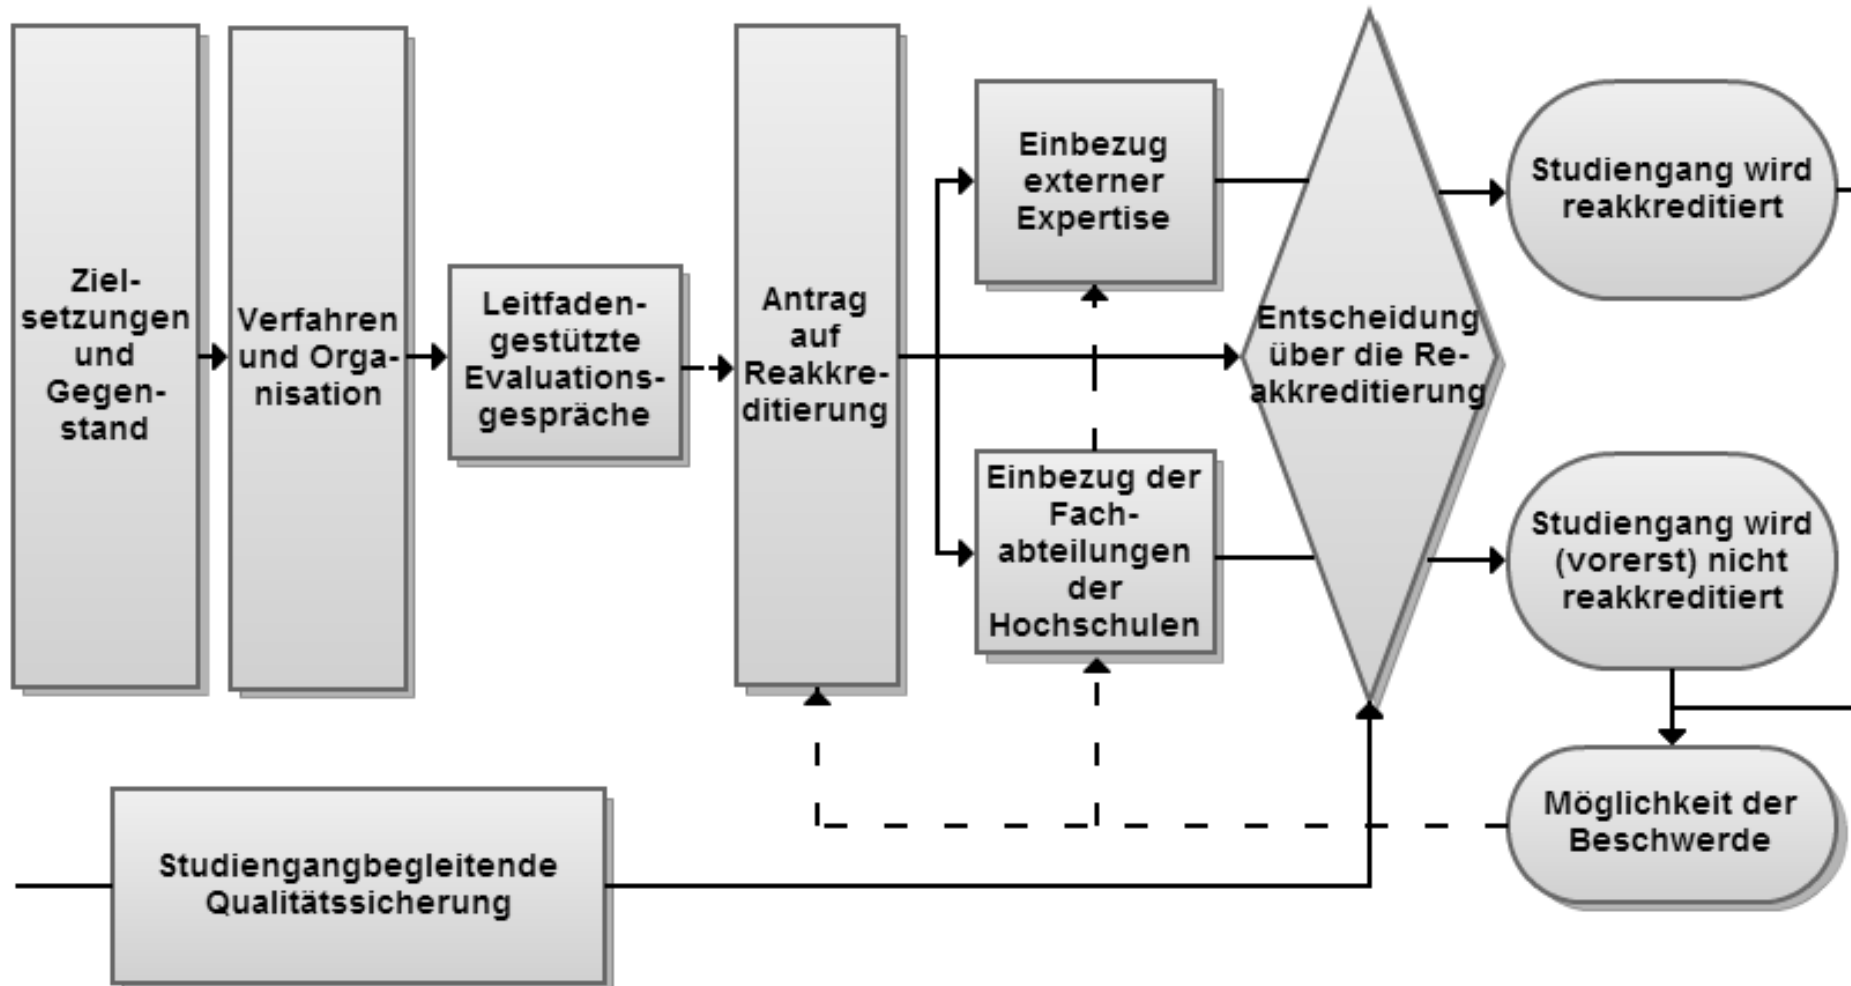 Ziel-
setzungen
und
Gegen-
stand
Verfahren
und Orga-
nisation
Leitfaden-
gestützte
Evaluations-
gespräche
Antrag
auf
Reakkre-
ditierung
Einbezug
externer
Expertise
Einbezug der
Fach-
abteilungen
der
Hochschulen
Entscheidung
über die Re-
akkreditierung
Studiengang wird
reakkreditiert
Studiengang wird
(vorerst) nicht
reakkreditiert
Möglichkeit der
Beschwerde
Studiengangbegleitende
Qualitätssicherung